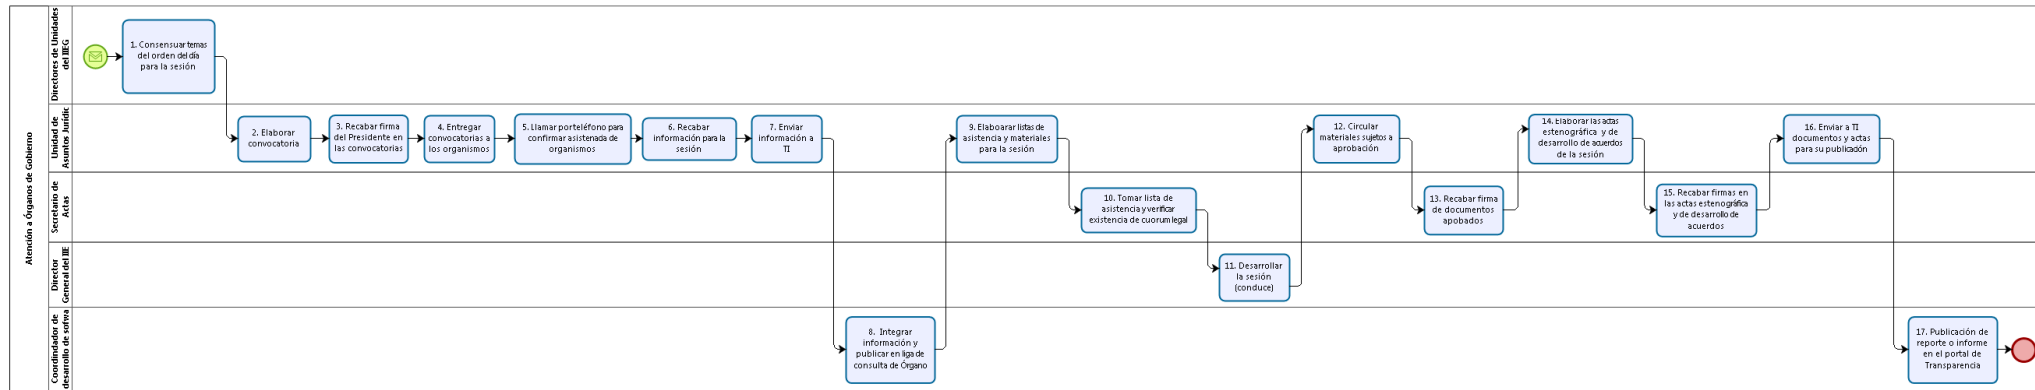 Atención a Órganos de Gobierno
Directores de Unidades
del IIEG
1. Consensuar temas
del orden del día
para la sesión
Unidad de
Asuntos Jurídic
2. Elaborar
convocatoria
3. Recabar firma
del Presidente en
las convocatorias
4. Entregar
convocatorias a
los organismos
5. Llamar por teléfono para
confirmar asistenada de
organismos
6. Recabar
información para la
sesión
7. Enviar
información a
TI
9. Elaboarar listas de
asistencia y materiales
para la sesión
12. Circular
materiales sujetos a
aprobación
14. Elaborar las actas
estenográfica y de
desarrollo de acuerdos
de la sesión
16. Enviar a TI
documentos y actas
para su publicación
Secretario de
Actas
10. Tomar lista de
asistencia y verificar
existencia de cuorum legal
13. Recabar firma
de documentos
apobados
15. Recabar firmas en
las actas estenográfica
y de desarrollo de
acuerdos
Director
General del IIE
11. Desarrollar
la sesión
(conduce)
Coordindador de
desarrollo de sofwa
8. Integrar
información y
publicar en liga de
consulta de Órgano
17. Publicación de
reporte o informe
en el portal de
Transparencia